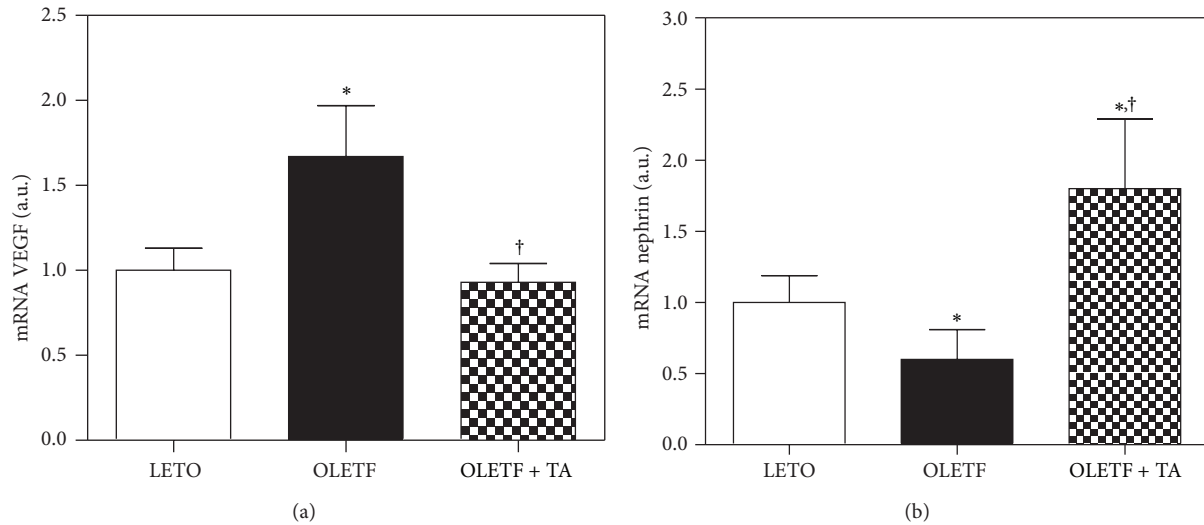 2.5
2.0
1.5
1.0
0.5
0.0
mRNA VEGF (a.u.)
*
†
LETO
OLETF
OLETF + TA
(a)
3.0
2.5
2.0
1.5
1.0
0.5
0.0
mRNA nephrin (a.u.)
*
*,†
LETO
OLETF
OLETF + TA
(b)